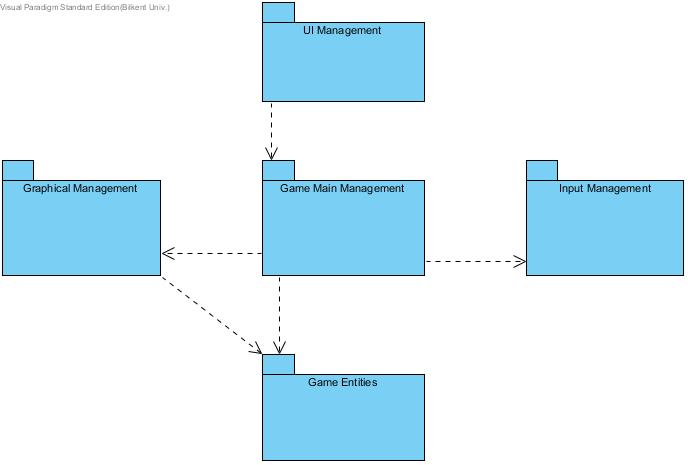 Visual Paradigm Standard Edition(Bilkent Univ.)
UI Management
Graphical Management
Game Main Management
Input Management
Game Entities